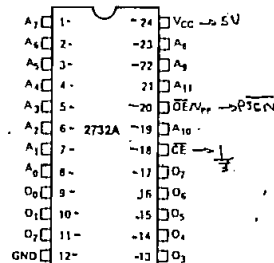 A7 1 24 VCC → 5V
A6 2 23 A8
A5 3 22 A9
A4 4 21 A11
A3 5 20 OE/VPP → PSEN
A2 6 2732A 19 A10
A1 7 18 CE →
A0 8 17 O7
O0 9 16 O6
O1 10 15 O5
O2 11 14 O4
GND 12 13 O3